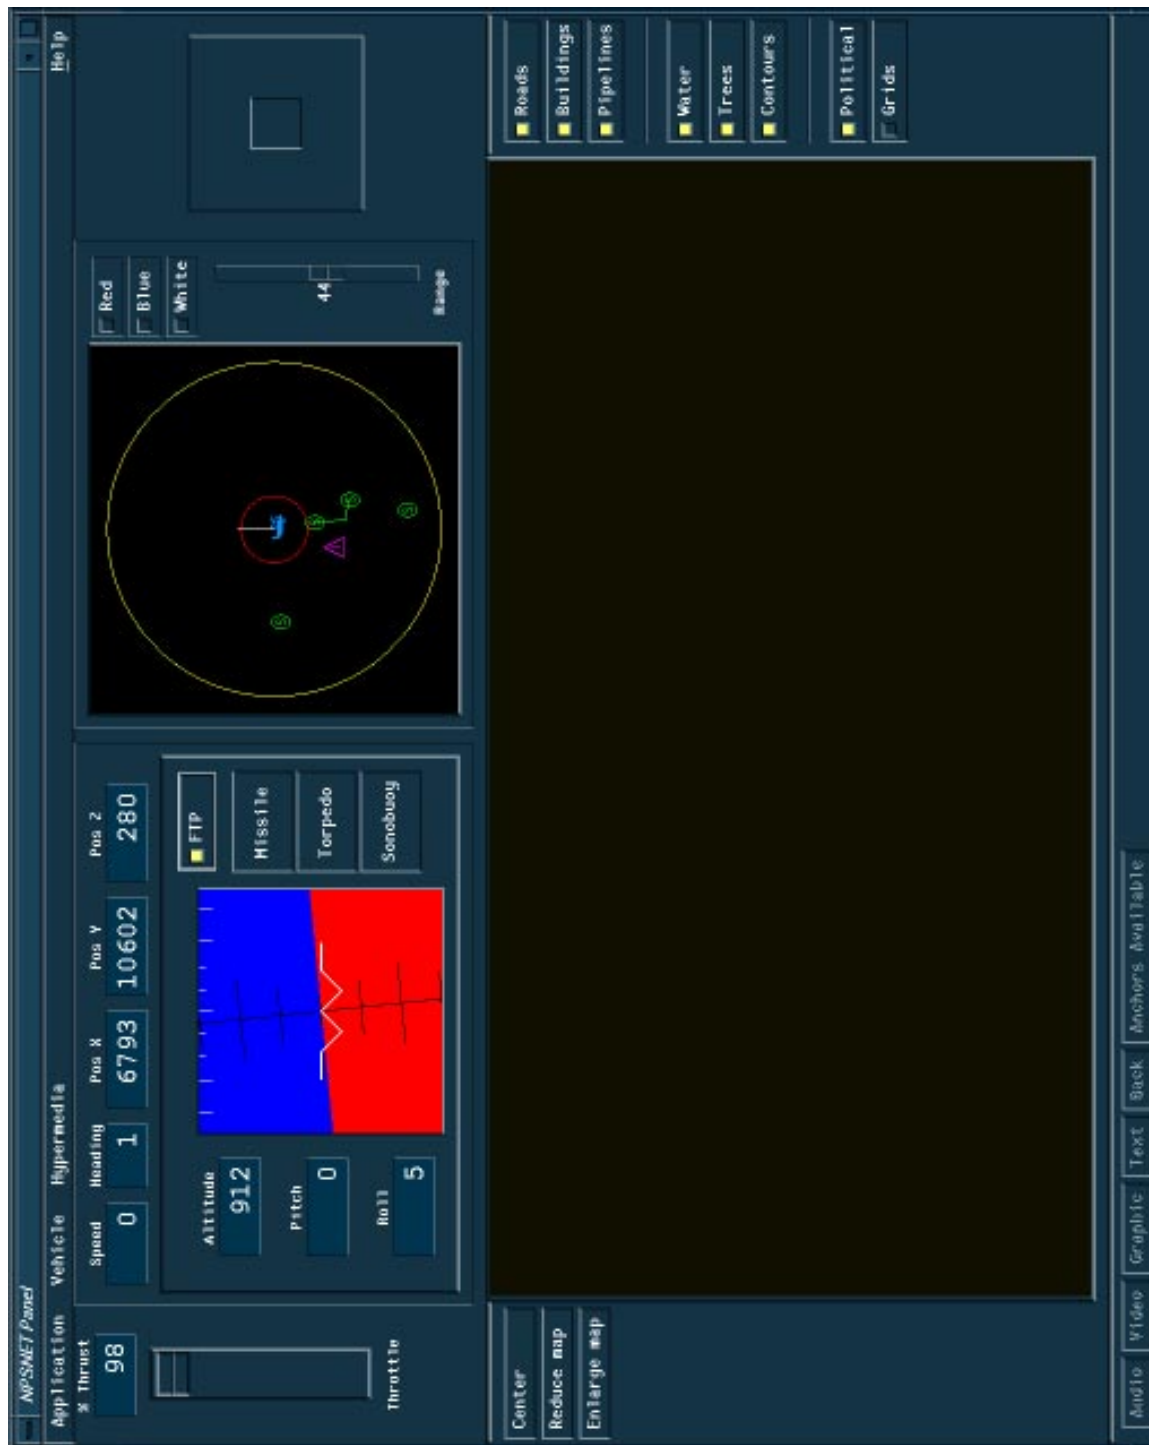 NPSNET Panel
Application Vehicle Hypermedia Help
% Thrust
98
Throttle
Speed Heading Pos X Pos Y Pos Z
0 1 6793 10602 280
Altitude
912
Pitch
0
Roll
5
FTP
Missile
Torpedo
Sonobuoy
Red
Blue
White
44
Range
S
S
S
S
Center
Reduce map
Enlarge map
Roads
Buildings
Pipelines
Water
Trees
Contours
Political
Grids
Audio Video Graphic Text Back Anchors Available